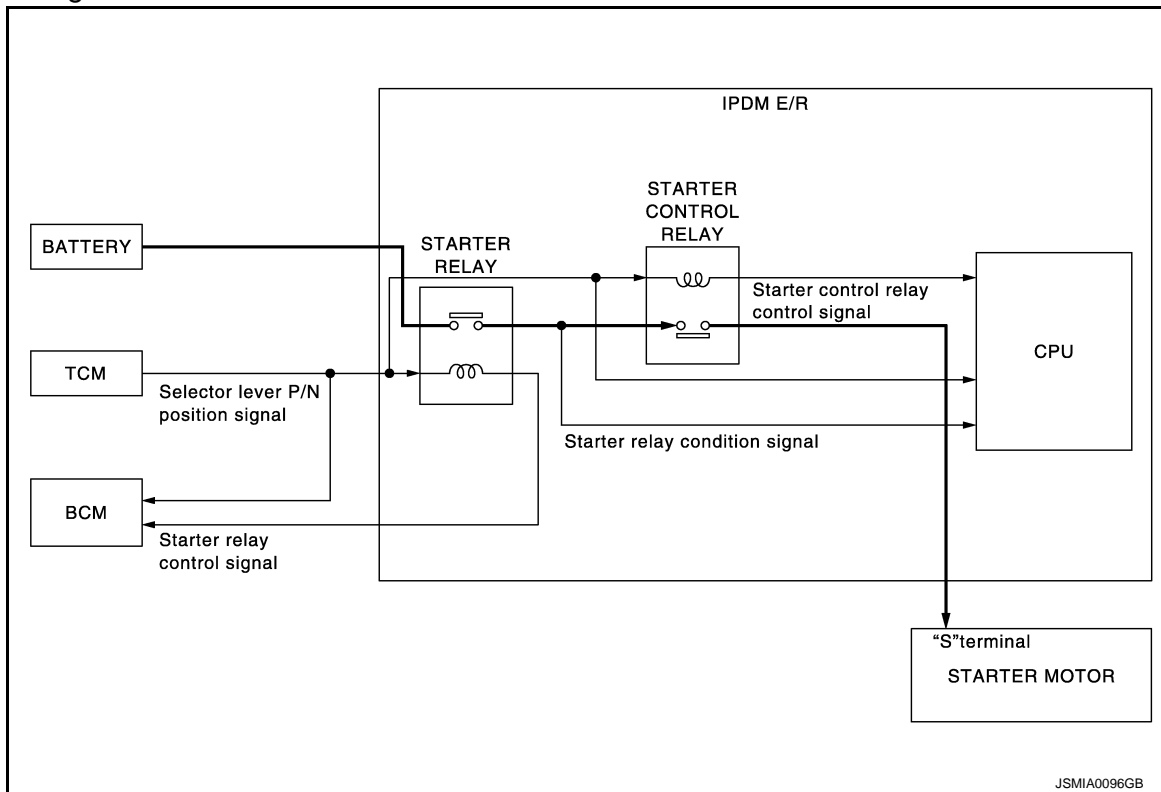 IPDM E/R
STARTER
CONTROL
RELAY
BATTERY
STARTER
RELAY
Starter control relay
control signal
CPU
TCM
Selector lever P/N
position signal
Starter relay condition signal
BCM
Starter relay
control signal
“S”terminal
STARTER MOTOR
JSMIA0096GB